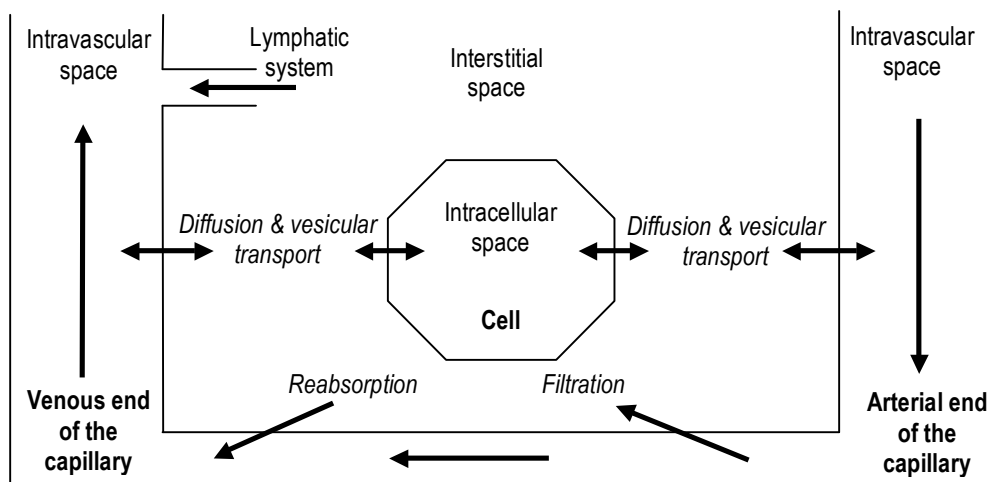 Intravascular
space
Lymphatic
system
Interstitial
space
Intravascular
space
Diffusion & vesicular
transport
Intracellular
space
Cell
Diffusion & vesicular
transport
Reabsorption
Filtration
Venous end
of the
capillary
Arterial end
of the
capillary